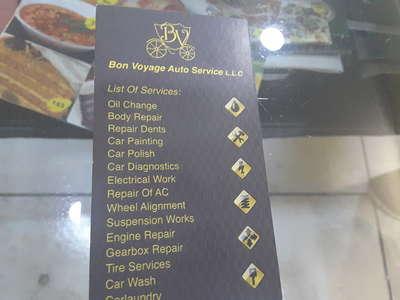 BV
Bon Voyage Auto Service L.L.C
List Of Services:
Oil Change
Body Repair
Repair Dents
Car Painting
Car Polish
Car Diagnostics
Electrical Work
Repair Of AC
Wheel Alignment
Suspension Works
Engine Repair
Gearbox Repair
Tire Services
Car Wash
Carlaundry